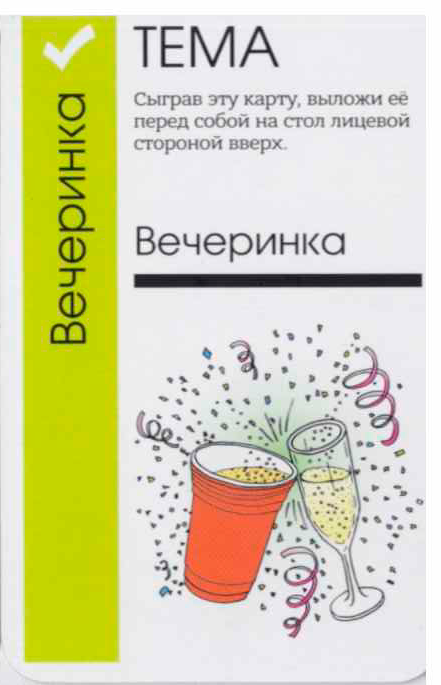 Вечеринка
ТЕМА
Сыграв эту карту, выложи её
перед собой на стол лицевой
стороной вверх.
Вечеринка